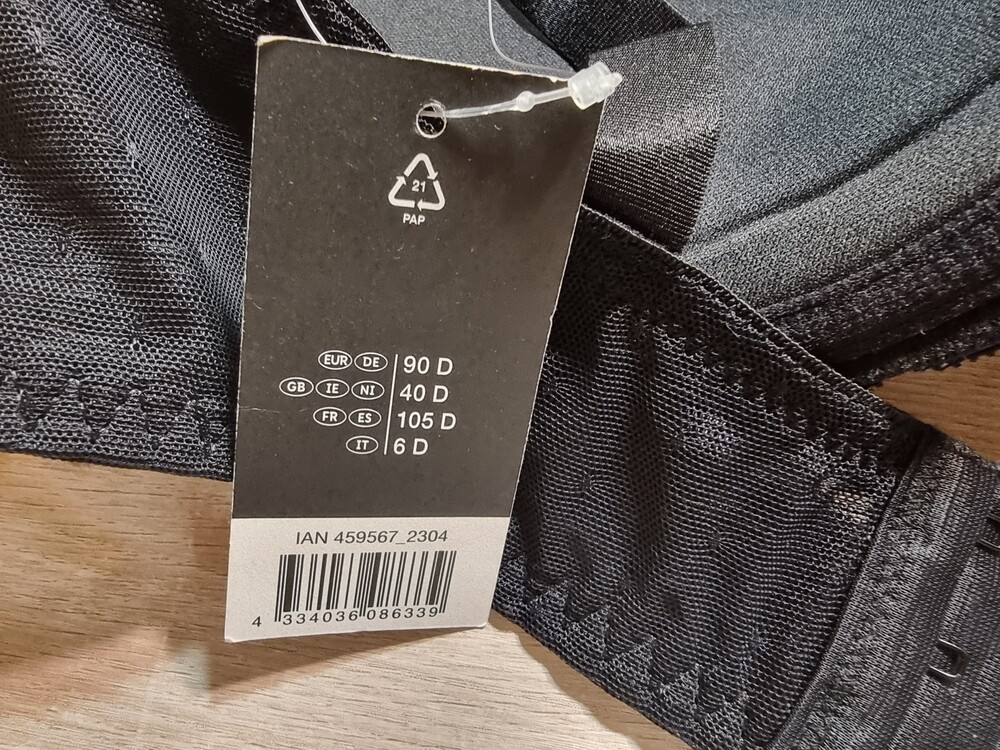 21
PAP
EUR DE 90 D
GB IE NI 40 D
FR ES 105 D
IT 6 D
IAN 459567_2304
4 334036 086339